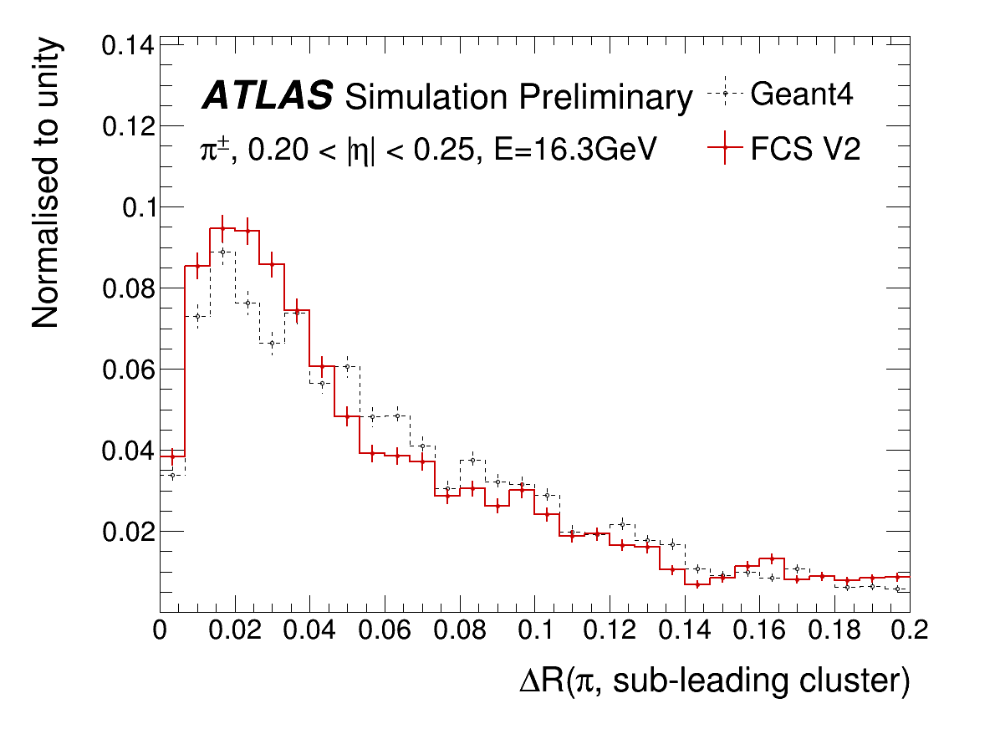 Normalised to unity
0.14
0.12
0.1
0.08
0.06
0.04
0.02
ATLAS Simulation Preliminary
π±, 0.20 < |η| < 0.25, E=16.3GeV
Geant4
FCS V2
0 0.02 0.04 0.06 0.08 0.1 0.12 0.14 0.16 0.18 0.2
ΔR(π, sub-leading cluster)